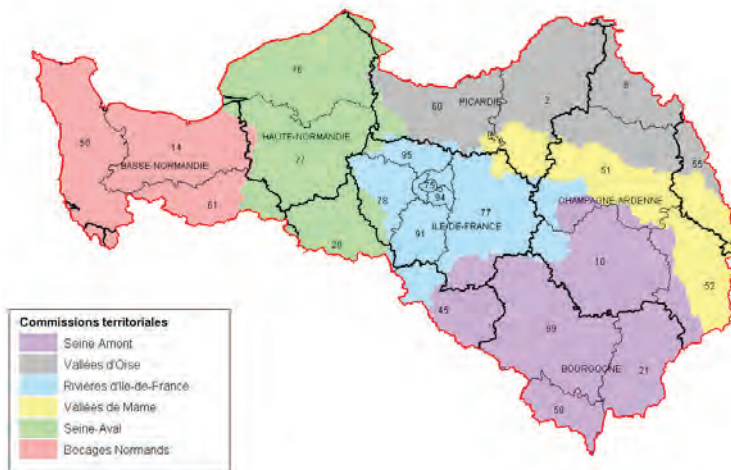 76
8
60
PICARDIE
2
50
14
HAUTE-NORMANDIE
27
BASSE-NORMANDIE
61
95
51
55
75
94
78
77
CHAMPAGNE-ARDENNE
91
ILE-DE-FRANCE
28
10
52
45
89
BOURGOGNE
21
58
Commissions territoriales
Seine Amont
Vallées d'Oise
Rivières d'Ile-de-France
Vallées de Marne
Seine-Aval
Bocages Normands